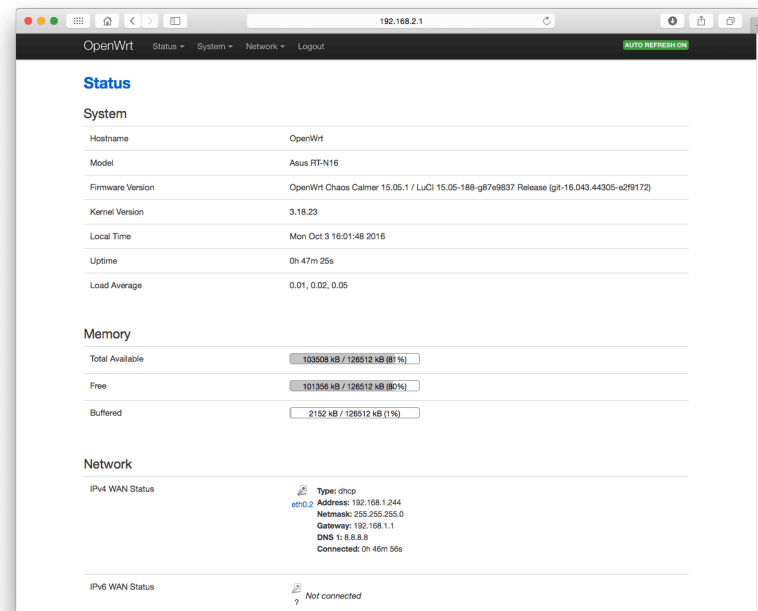 192.168.2.1
OpenWrt Status System Network Logout AUTO REFRESH ON
Status
System
Hostname OpenWrt
Model Asus RT-N16
Firmware Version OpenWrt Chaos Calmer 15.05.1 / LuCI 15.05-188-g87e9837 Release (git-16.043.44305-e2f9172)
Kernel Version 3.18.23
Local Time Mon Oct 3 16:01:48 2016
Uptime 0h 47m 25s
Load Average 0.01, 0.02, 0.05
Memory
Total Available 103508 kB / 126512 kB (81%)
Free 101356 kB / 126512 kB (80%)
Buffered 2152 kB / 126512 kB (1%)
Network
IPv4 WAN Status
eth0.2
Type: dhcp
Address: 192.168.1.244
Netmask: 255.255.255.0
Gateway: 192.168.1.1
DNS 1: 8.8.8.8
Connected: 0h 46m 56s
IPv6 WAN Status
? Not connected